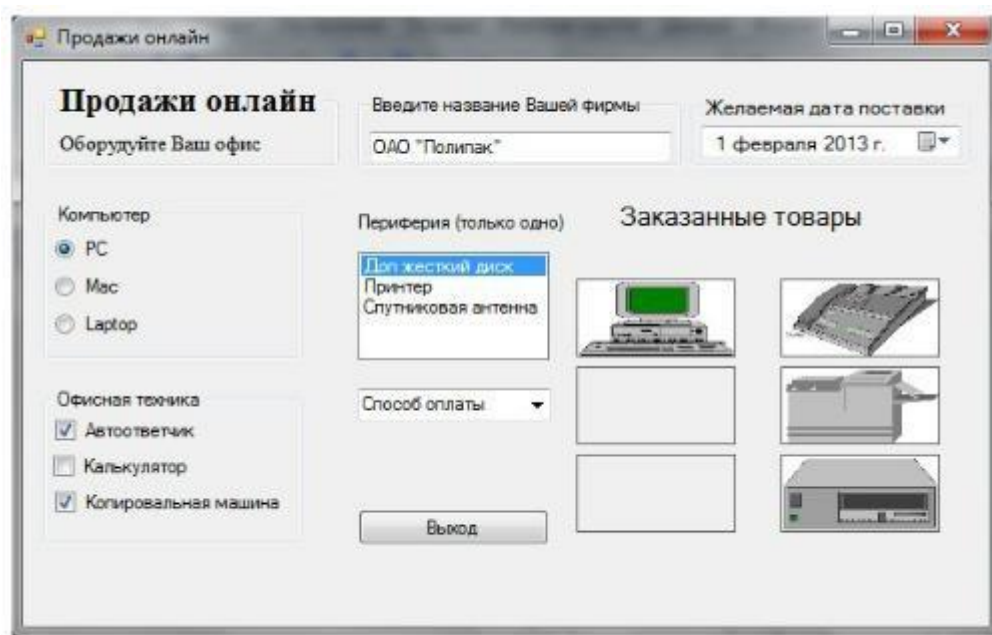 Продажи онлайн
Продажи онлайн
Оборудуйте Ваш офис
Введите название Вашей фирмы
ОАО "Полипак"
Желаемая дата поставки
1 февраля 2013 г.
Компьютер
PC
Mac
Laptop
Периферия (только одно)
Доп жесткий диск
Принтер
Спутниковая антенна
Заказанные товары
Офисная техника
Автоответчик
Калькулятор
Копировальная машина
Способ оплаты
Выход